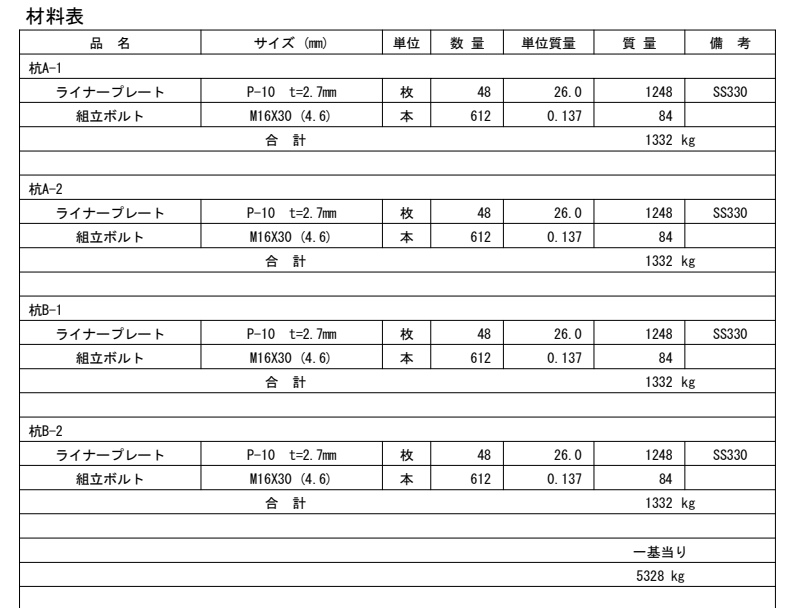 材料表
品　名 サイズ (mm) 単位 数 量 単位質量 質 量 備　考
杭A-1
ライナープレート P-10 t=2.7mm 枚 48 26.0 1248 SS330
組立ボルト M16X30 (4.6) 本 612 0.137 84
合　計 1332 kg
杭A-2
ライナープレート P-10 t=2.7mm 枚 48 26.0 1248 SS330
組立ボルト M16X30 (4.6) 本 612 0.137 84
合　計 1332 kg
杭B-1
ライナープレート P-10 t=2.7mm 枚 48 26.0 1248 SS330
組立ボルト M16X30 (4.6) 本 612 0.137 84
合　計 1332 kg
杭B-2
ライナープレート P-10 t=2.7mm 枚 48 26.0 1248 SS330
組立ボルト M16X30 (4.6) 本 612 0.137 84
合　計 1332 kg
一基当り
5328 kg